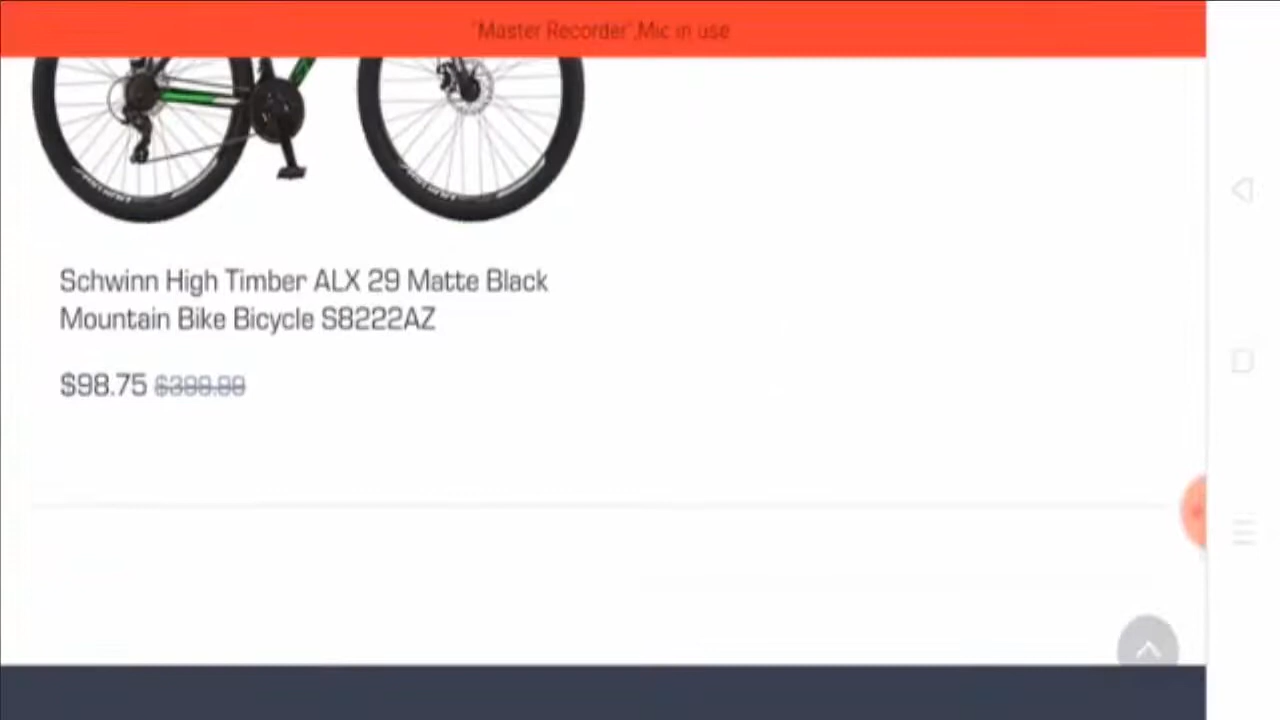 "Master Recorder",Mic in use
Schwinn High Timber ALX 29 Matte Black
Mountain Bike Bicycle S8222AZ
$98.75 $399.99